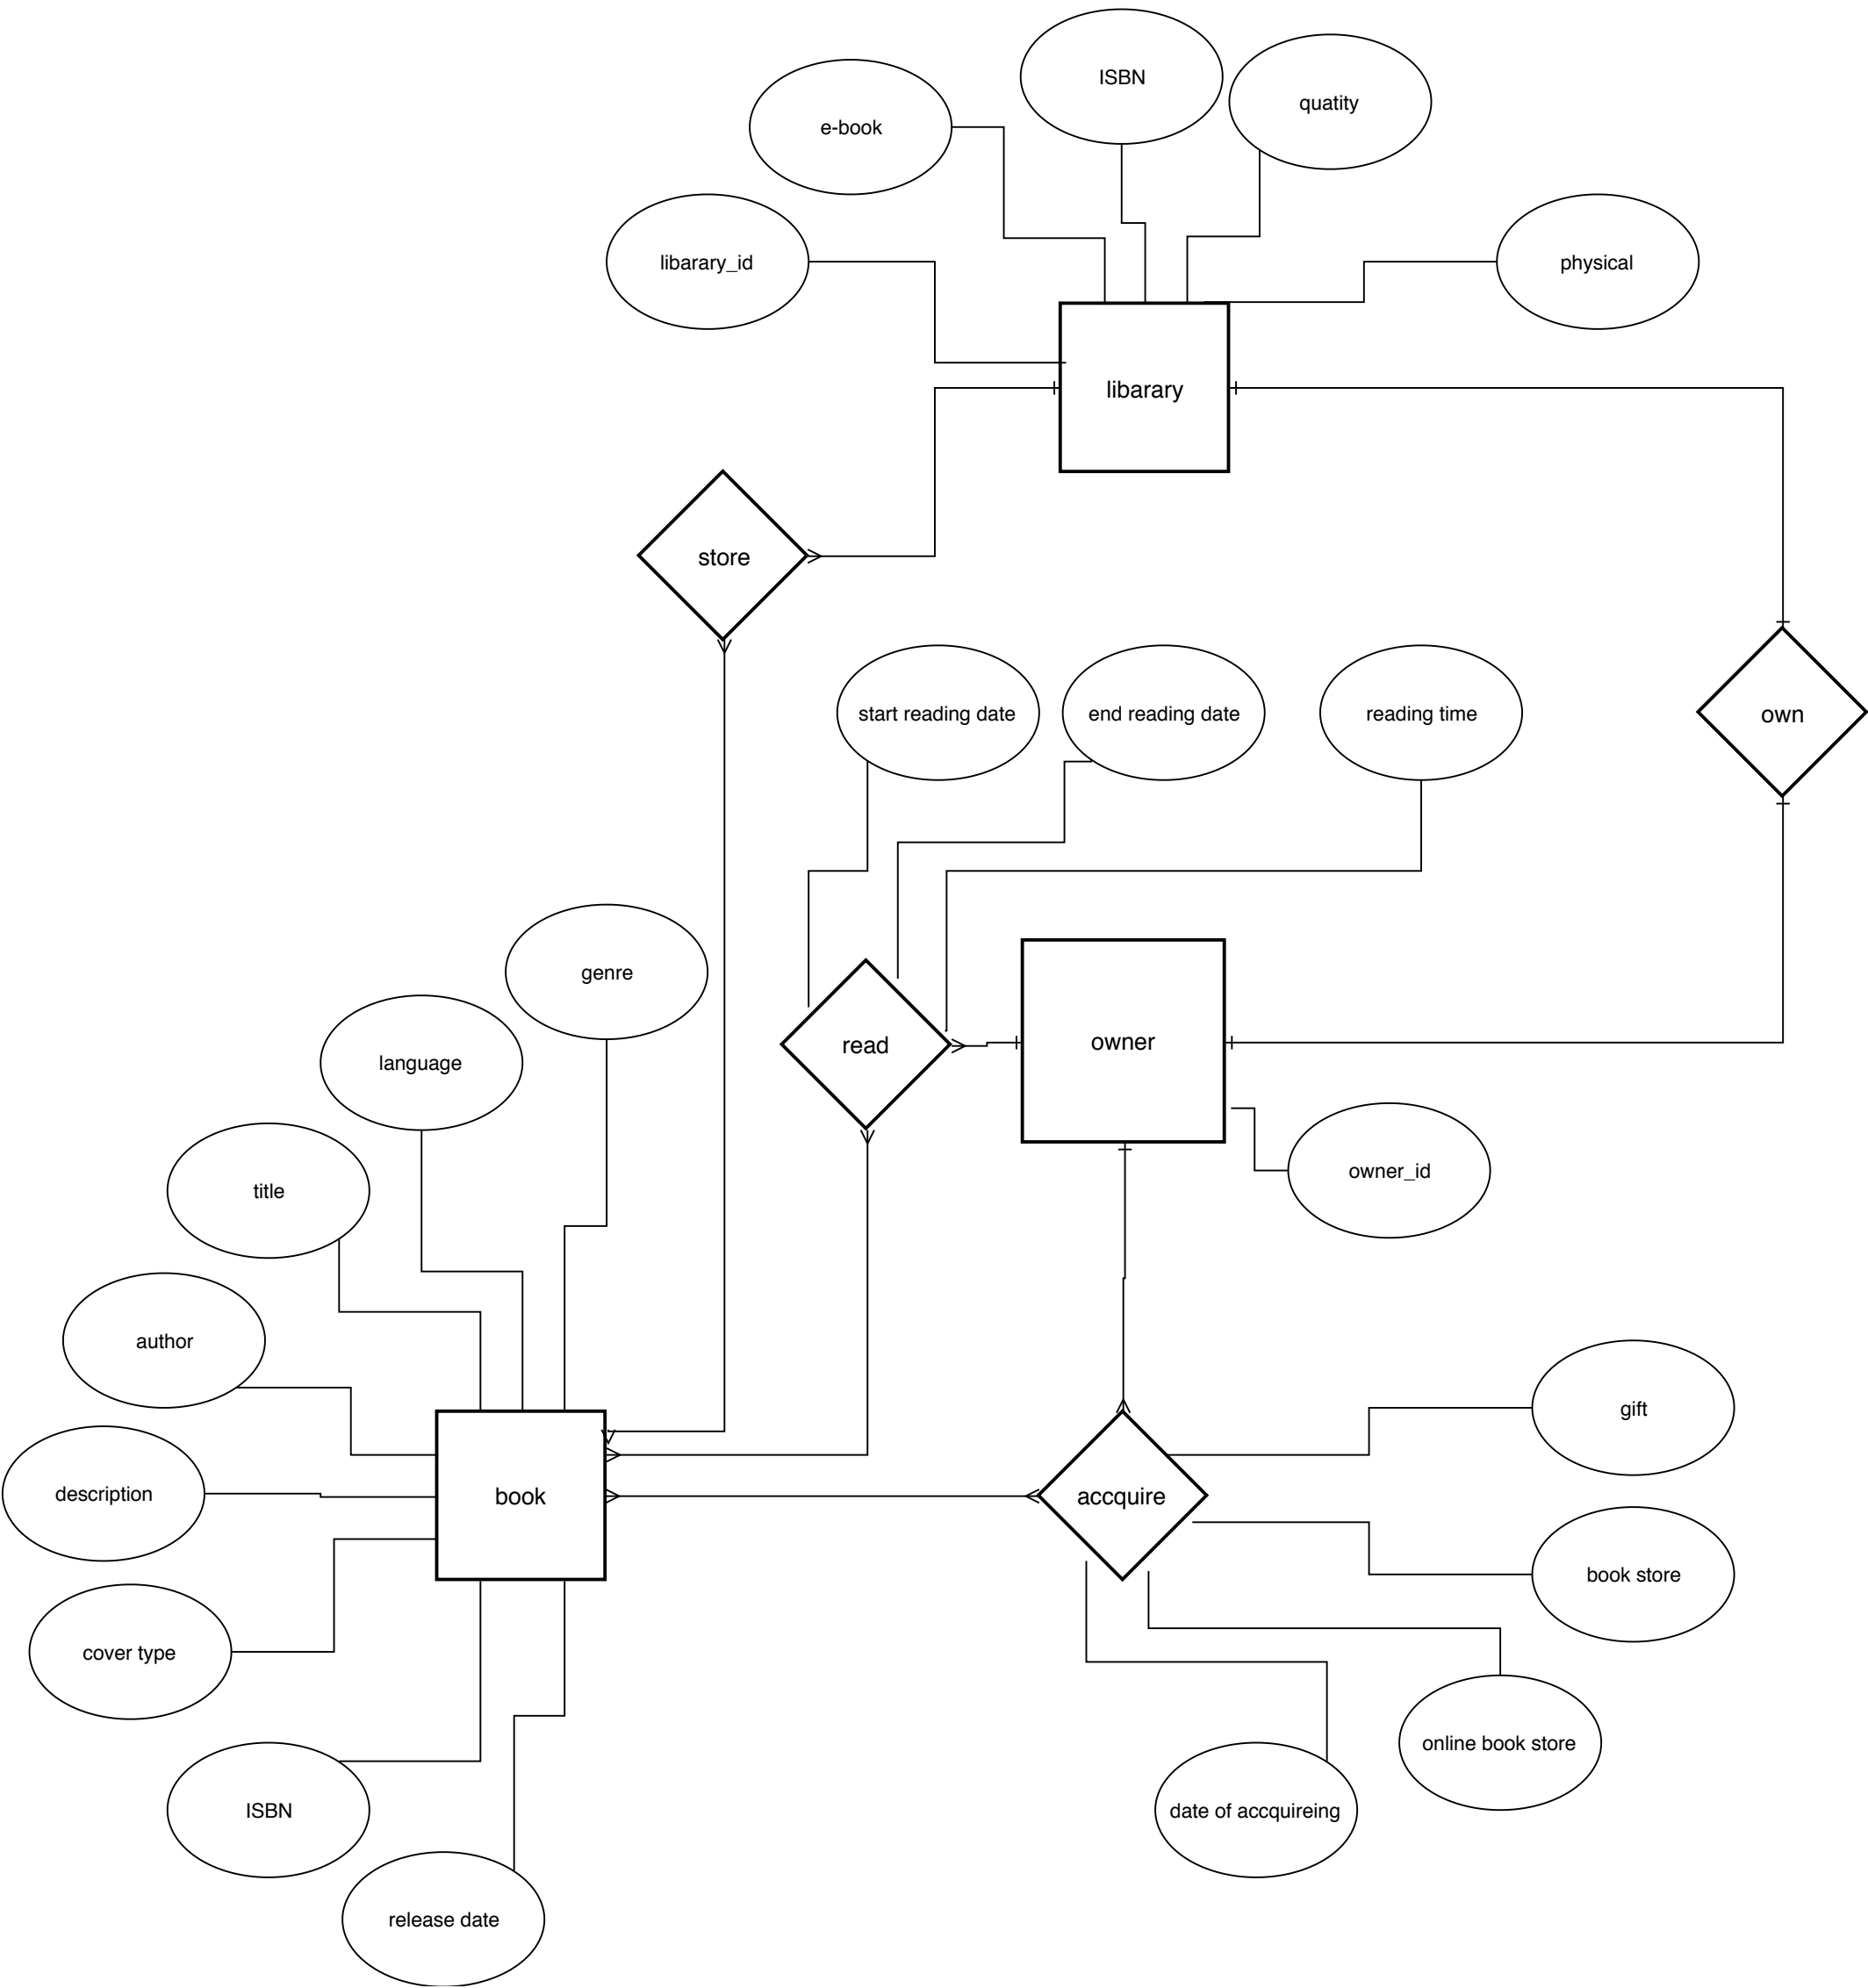 ISBN
quatity
e-book
libarary_id
physical
libarary
store
start reading date
end reading date
reading time
own
genre
language
read
owner
title
owner_id
author
gift
description
book
accquire
book store
cover type
online book store
ISBN
date of accquireing
release date